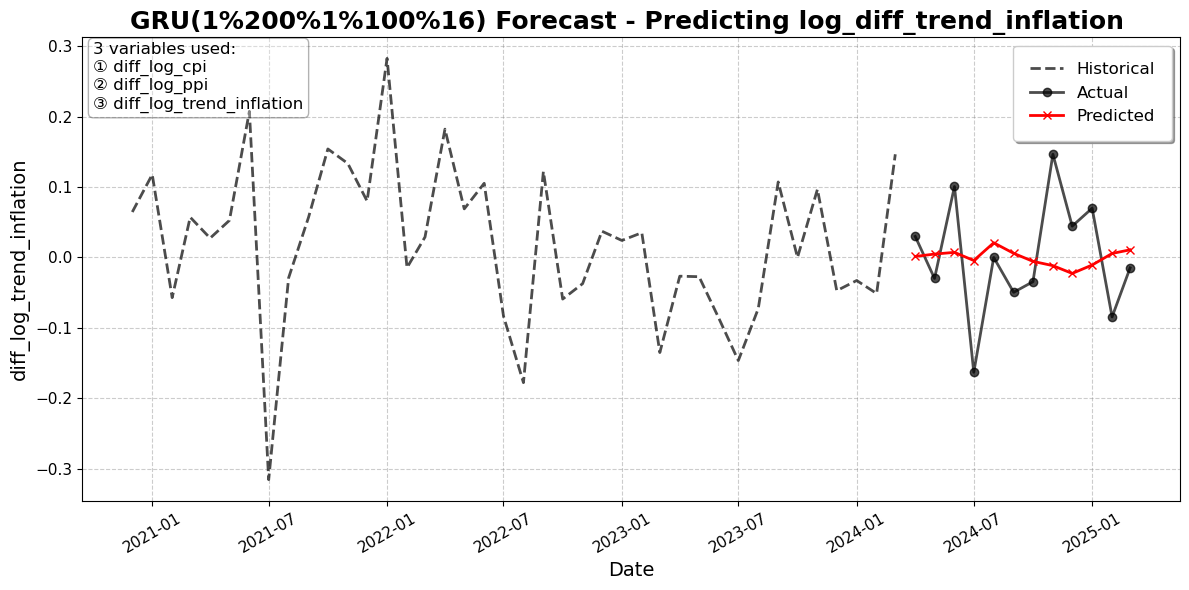 GRU(1%200%1%100%16) Forecast - Predicting log_diff_trend_inflation
3 variables used:
① diff_log_cpi
② diff_log_ppi
③ diff_log_trend_inflation
Historical
Actual
Predicted
diff_log_trend_inflation
0.3
0.2
0.1
0.0
−0.1
−0.2
−0.3
2021-01
2021-07
2022-01
2022-07
2023-01
2023-07
2024-01
2024-07
2025-01
Date